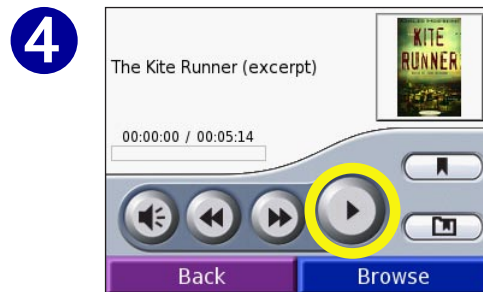 4
The Kite Runner (excerpt)
KITE
RUNNER
00:00:00 / 00:05:14
Back
Browse